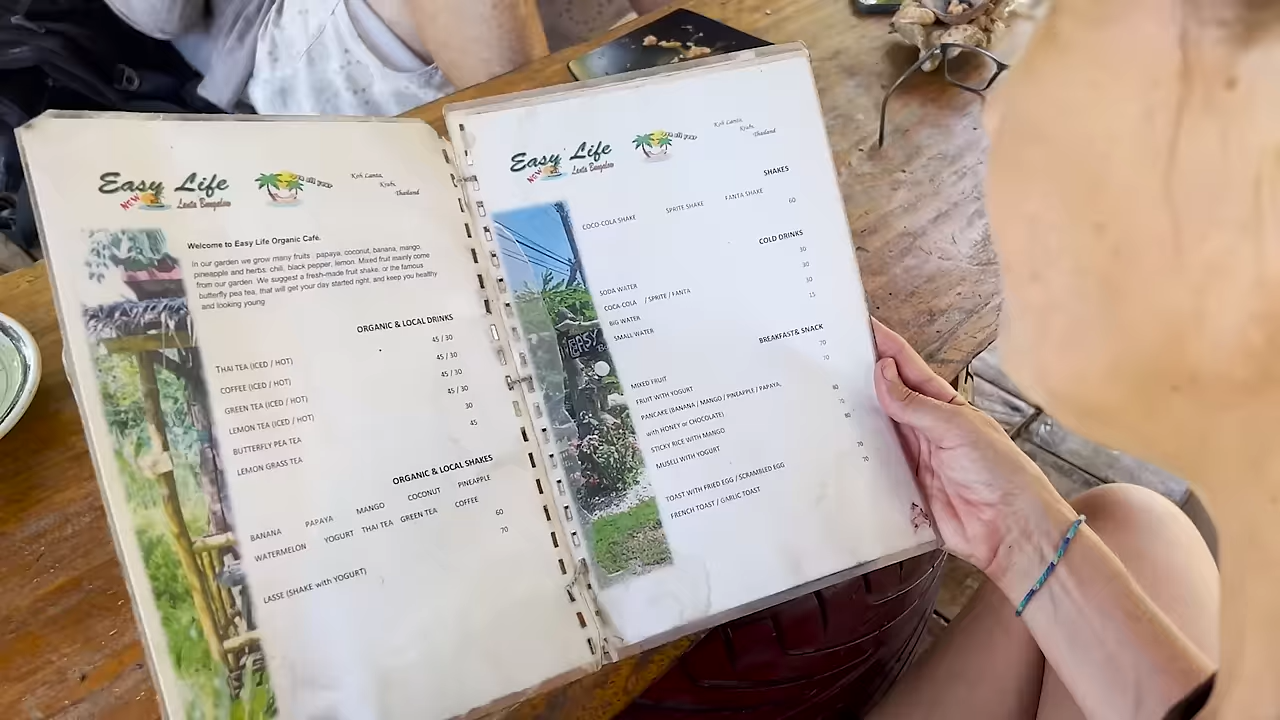 Easy Life
NEW
Lanta Bungalow
Koh Lanta,
Krabi,
Thailand
Welcome to Easy Life Organic Café.
In our garden we grow many fruits papaya, coconut, banana, mango,
pineapple and herbs: chili, black pepper, lemon. Mixed fruit mainly come
from our garden. We suggest a fresh-made fruit shake, or the famous
butterfly pea tea, that will get your day started right, and keep you healthy
and looking young
ORGANIC & LOCAL DRINKS
THAI TEA (ICED / HOT) 45 / 30
COFFEE (ICED / HOT) 45 / 30
GREEN TEA (ICED / HOT) 45 / 30
LEMON TEA (ICED / HOT) 45 / 30
BUTTERFLY PEA TEA 30
LEMON GRASS TEA 45
ORGANIC & LOCAL SHAKES
BANANA PAPAYA MANGO COCONUT PINEAPPLE
WATERMELON YOGURT THAI TEA GREEN TEA COFFEE
60
LASSE (SHAKE with YOGURT) 70
Easy Life
NEW
Lanta Bungalow
all year
Koh Lanta,
Krabi,
Thailand
SHAKES
COCO-COLA SHAKE SPRITE SHAKE FANTA SHAKE
60
COLD DRINKS
SODA WATER 30
COCA COLA / SPRITE / FANTA 30
BIG WATER 30
SMALL WATER 15
BREAKFAST& SNACK
MIXED FRUIT 70
FRUIT WITH YOGURT 70
PANCAKE (BANANA / MANGO / PINEAPPLE / PAPAYA,
with HONEY or CHOCOLATE) 80
STICKY RICE WITH MANGO 70
MUSELI WITH YOGURT 80
TOAST WITH FRIED EGG / SCRAMBLED EGG 70
FRENCH TOAST / GARLIC TOAST 70
EASY